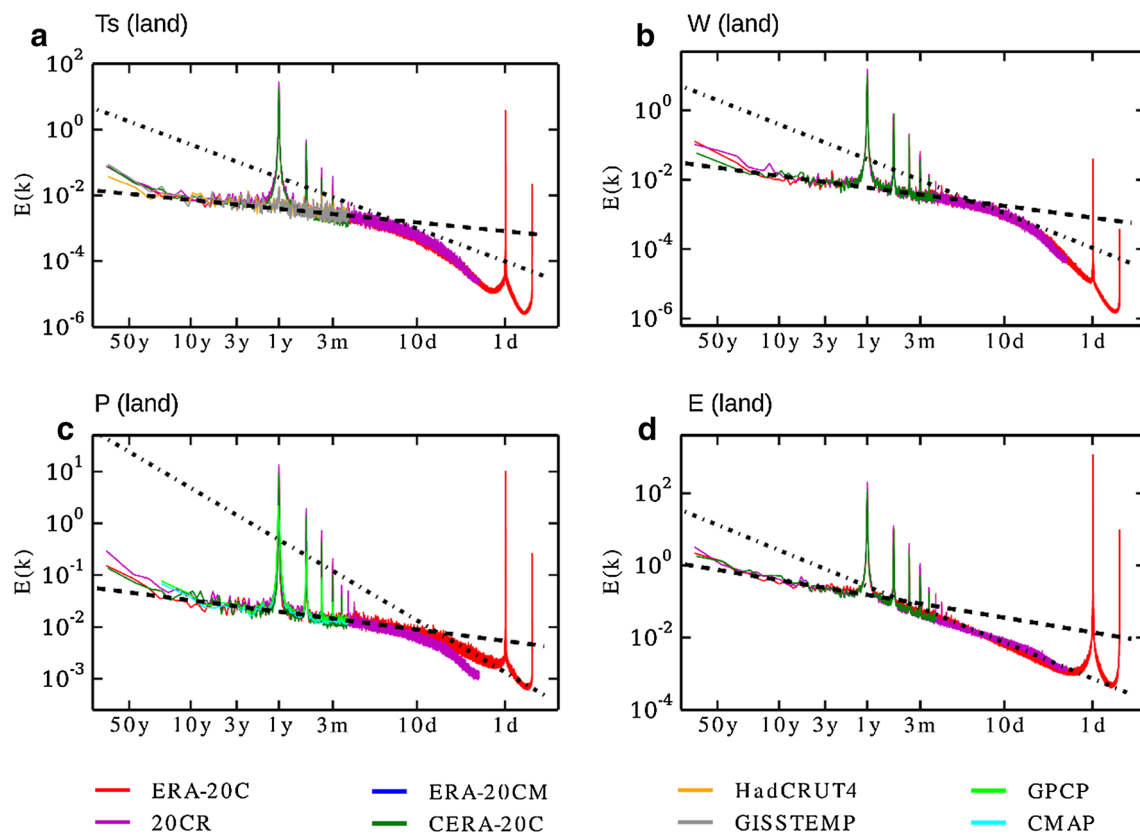 a Ts (land)
10^2
10^0
10^-2
10^-4
10^-6
E(k)
50y 10y 3y 1y 3m 10d 1d
b W (land)
10^0
10^-2
10^-4
10^-6
E(k)
50y 10y 3y 1y 3m 10d 1d
c P (land)
10^1
10^0
10^-1
10^-2
10^-3
E(k)
50y 10y 3y 1y 3m 10d 1d
d E (land)
10^2
10^0
10^-2
10^-4
E(k)
50y 10y 3y 1y 3m 10d 1d
ERA-20C ERA-20CM HadCRUT4 GPCP
20CR CERA-20C GISSTEMP CMAP